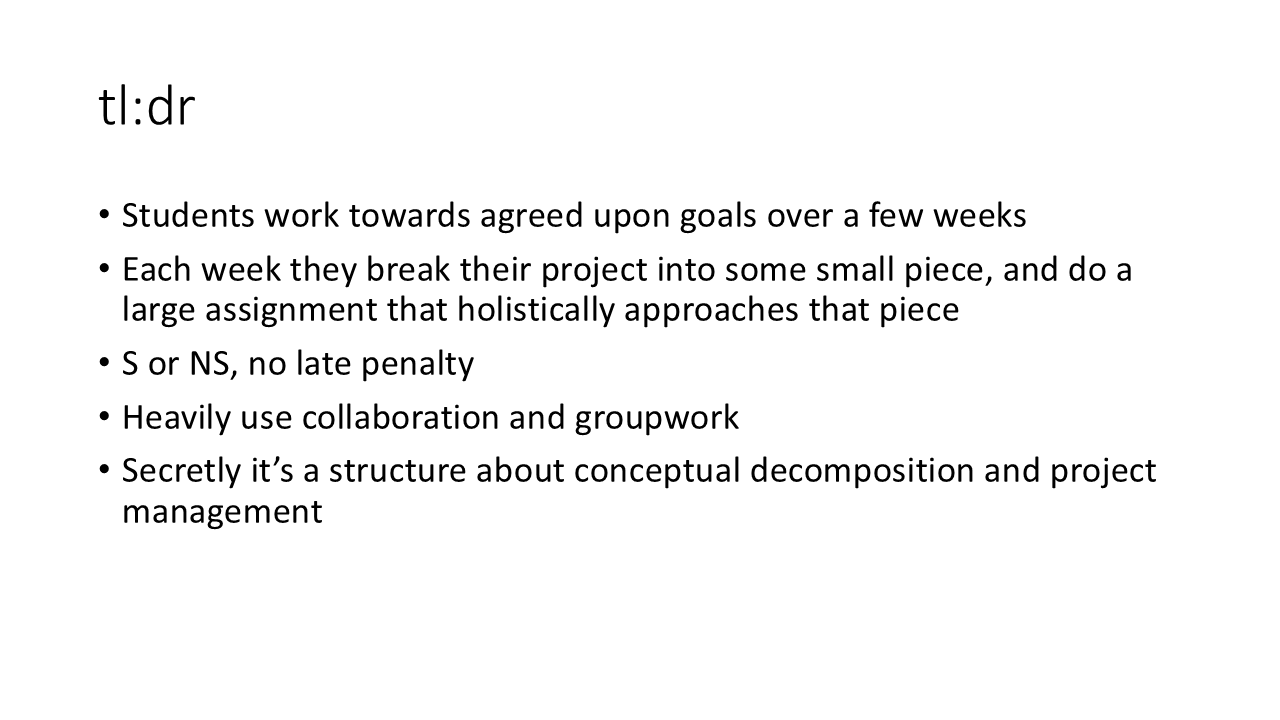 tl:dr
• Students work towards agreed upon goals over a few weeks
• Each week they break their project into some small piece, and do a
large assignment that holistically approaches that piece
• S or NS, no late penalty
• Heavily use collaboration and groupwork
• Secretly it’s a structure about conceptual decomposition and project
management